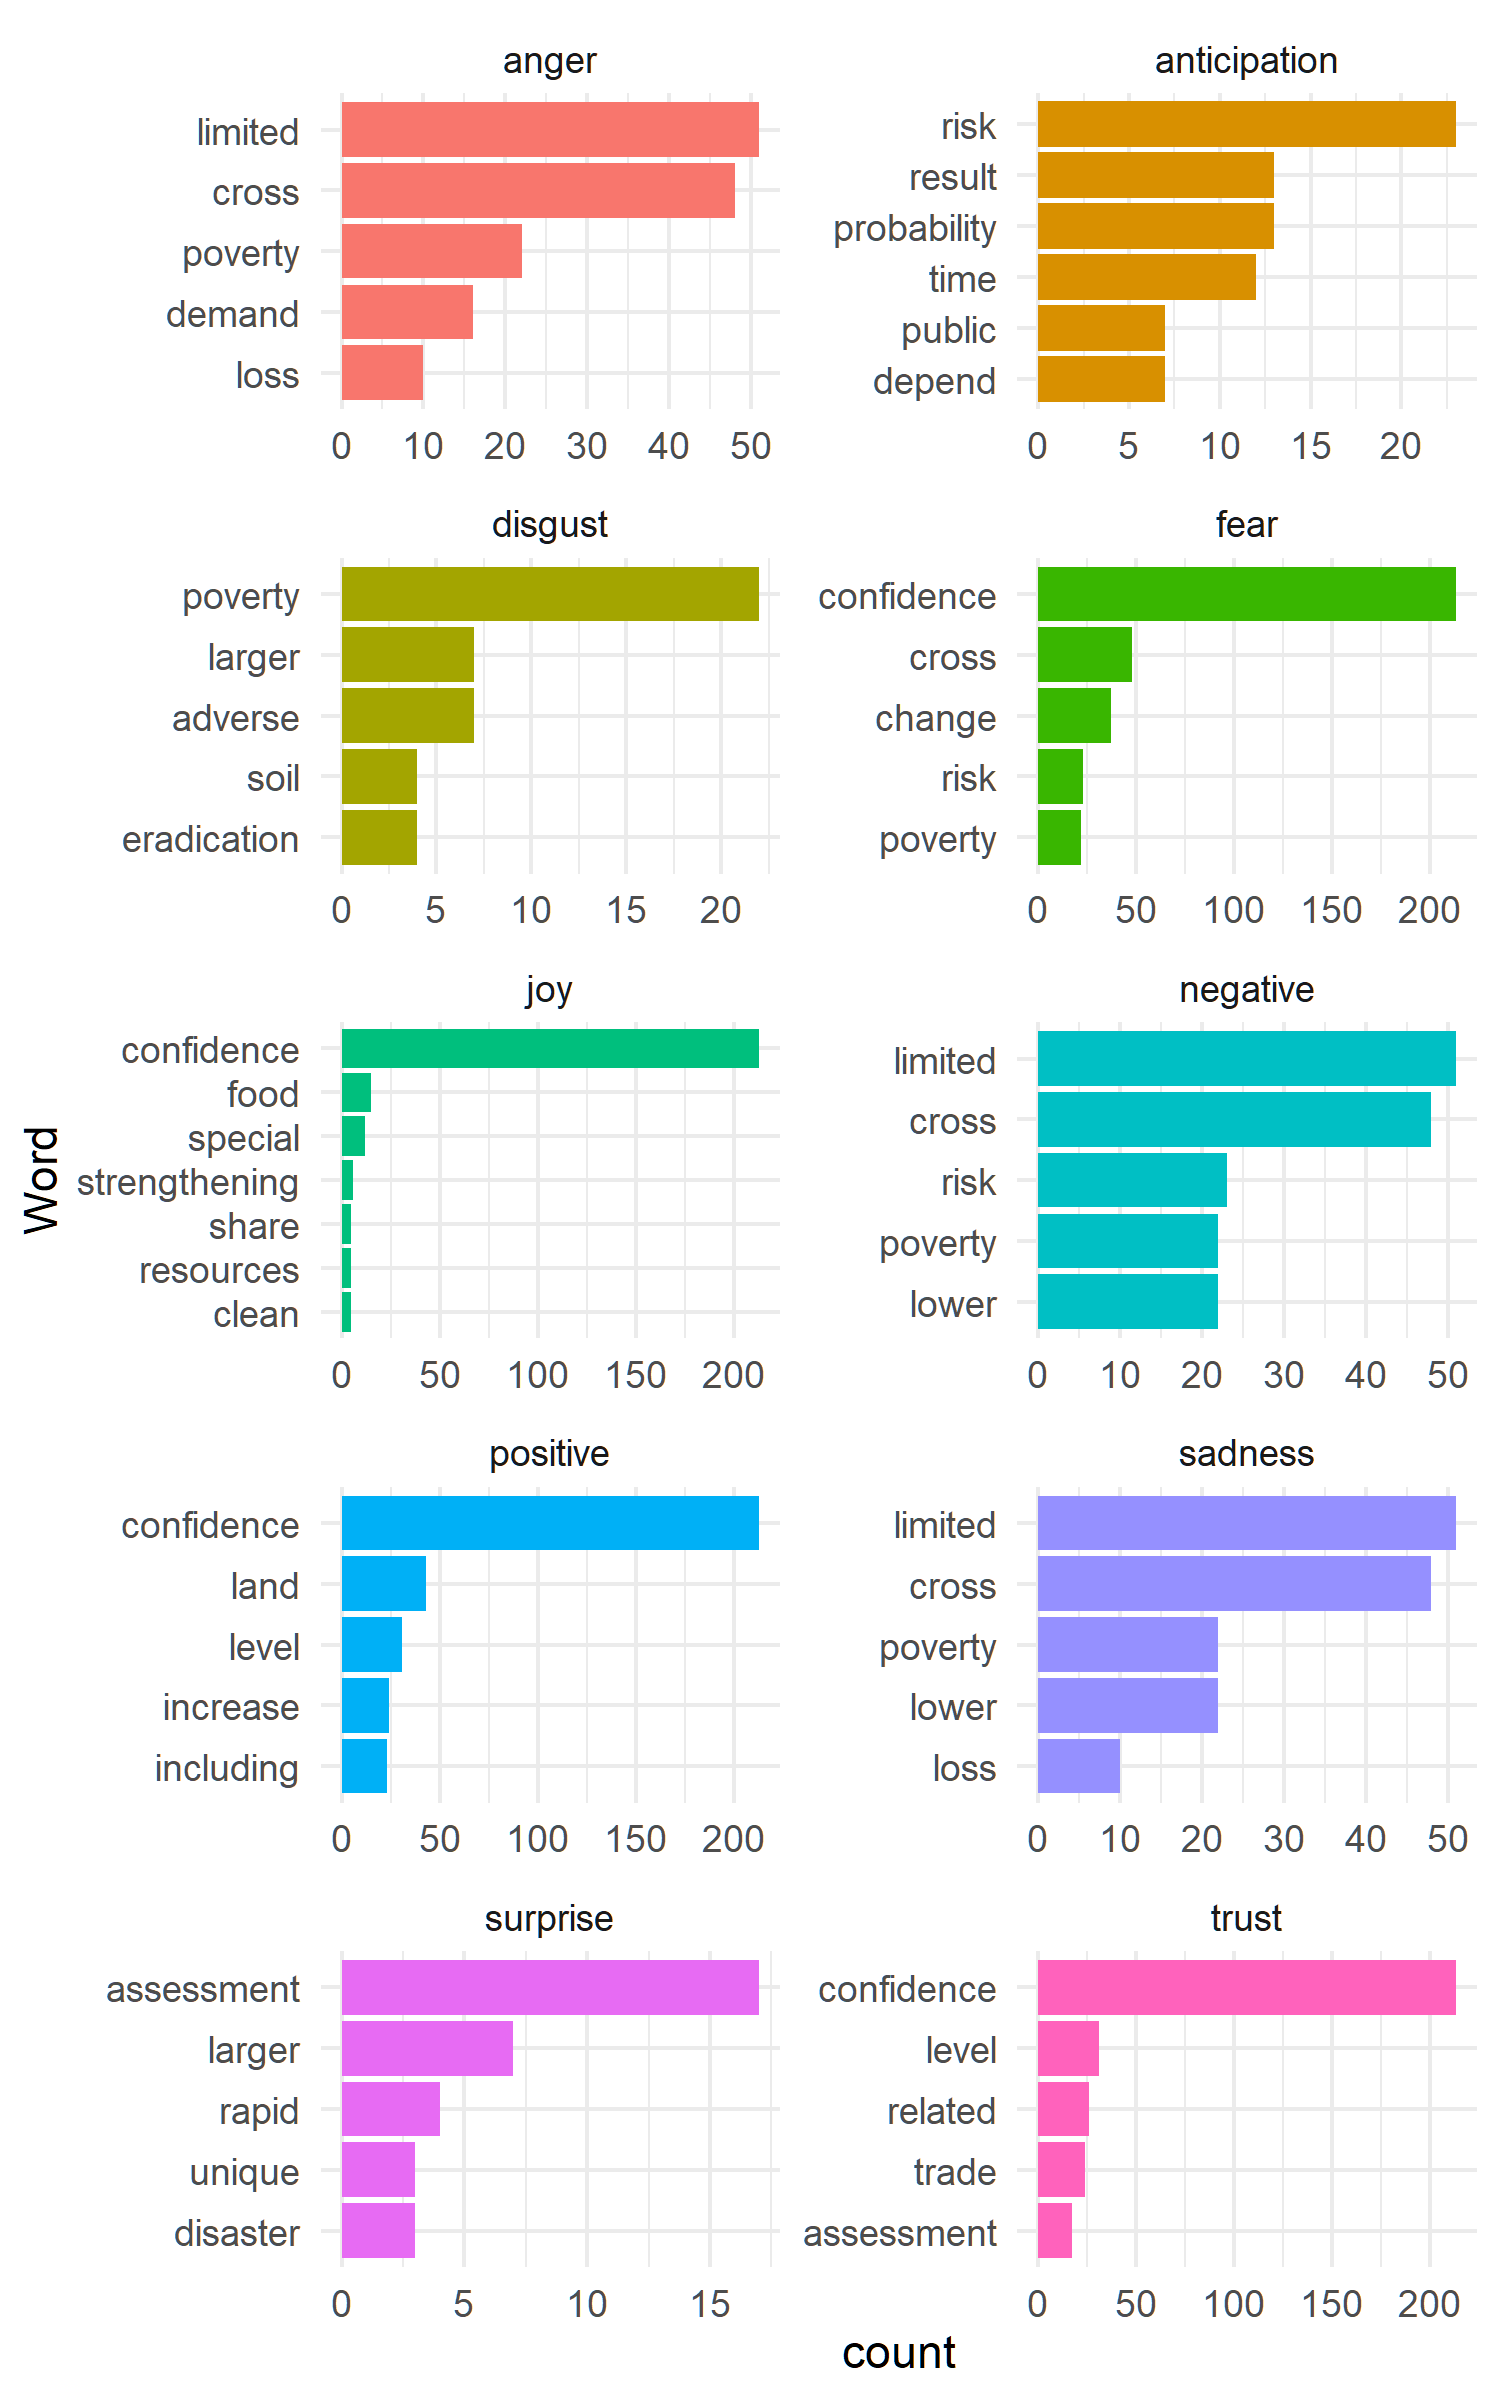 anger
limited
cross
poverty
demand
loss
0 10 20 30 40 50
anticipation
risk
result
probability
time
public
depend
0 5 10 15 20
disgust
poverty
larger
adverse
soil
eradication
0 5 10 15 20
fear
confidence
cross
change
risk
poverty
0 50 100 150 200
joy
confidence
food
special
strengthening
share
resources
clean
0 50 100 150 200
negative
limited
cross
risk
poverty
lower
0 10 20 30 40 50
positive
confidence
land
level
increase
including
0 50 100 150 200
sadness
limited
cross
poverty
lower
loss
0 10 20 30 40 50
surprise
assessment
larger
rapid
unique
disaster
0 5 10 15
trust
confidence
level
related
trade
assessment
0 50 100 150 200
Word
count